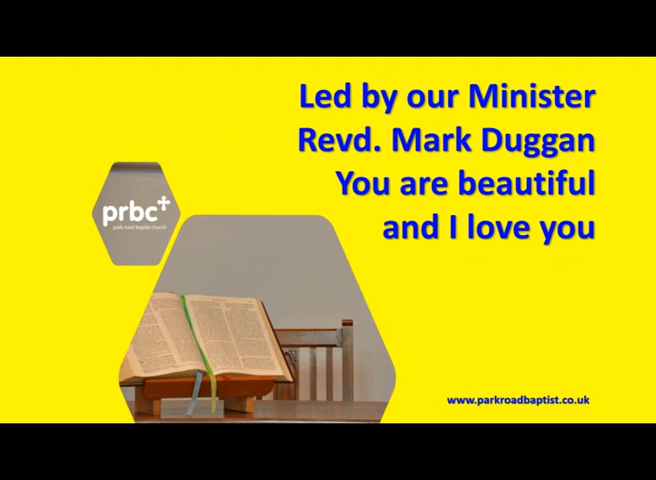 Led by our Minister
Revd. Mark Duggan
You are beautiful
and I love you
prbc+
park road baptist church
www.parkroadbaptist.co.uk